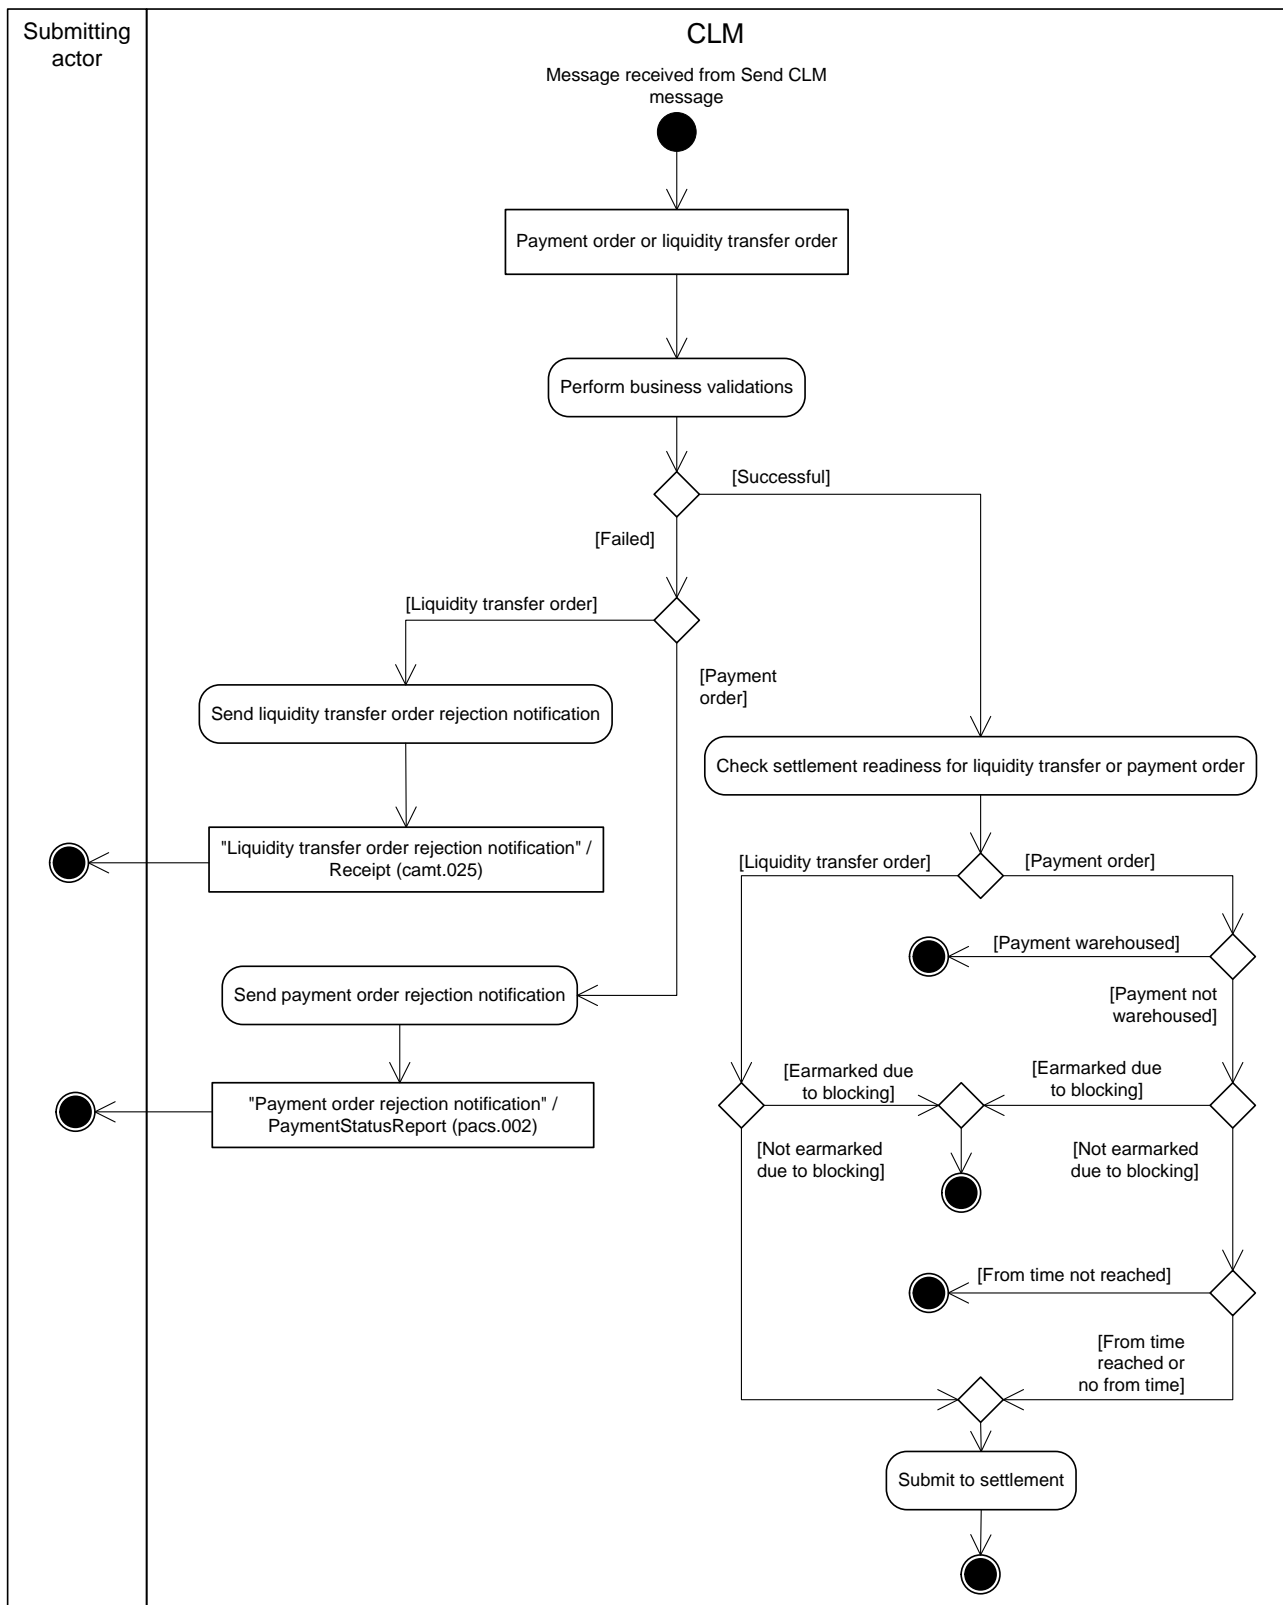 Submitting
actor
CLM
Message received from Send CLM
message
Payment order or liquidity transfer order
Perform business validations
[Successful]
[Failed]
[Liquidity transfer order]
[Payment
order]
Send liquidity transfer order rejection notification
Check settlement readiness for liquidity transfer or payment order
"Liquidity transfer order rejection notification" /
Receipt (camt.025)
[Liquidity transfer order]
[Payment order]
[Payment warehoused]
Send payment order rejection notification
[Payment not
warehoused]
[Earmarked due
to blocking]
[Earmarked due
to blocking]
"Payment order rejection notification" /
PaymentStatusReport (pacs.002)
[Not earmarked
due to blocking]
[Not earmarked
due to blocking]
[From time not reached]
[From time
reached or
no from time]
Submit to settlement